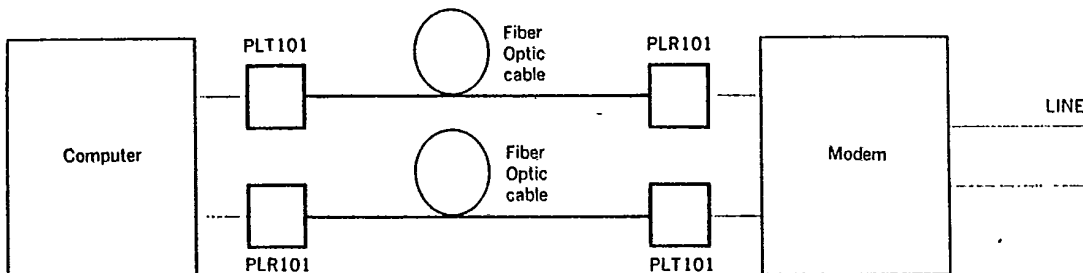 PLT101
Fiber
Optic
cable
PLR101
LINE
Computer
Modem
Fiber
Optic
cable
PLR101
PLT101